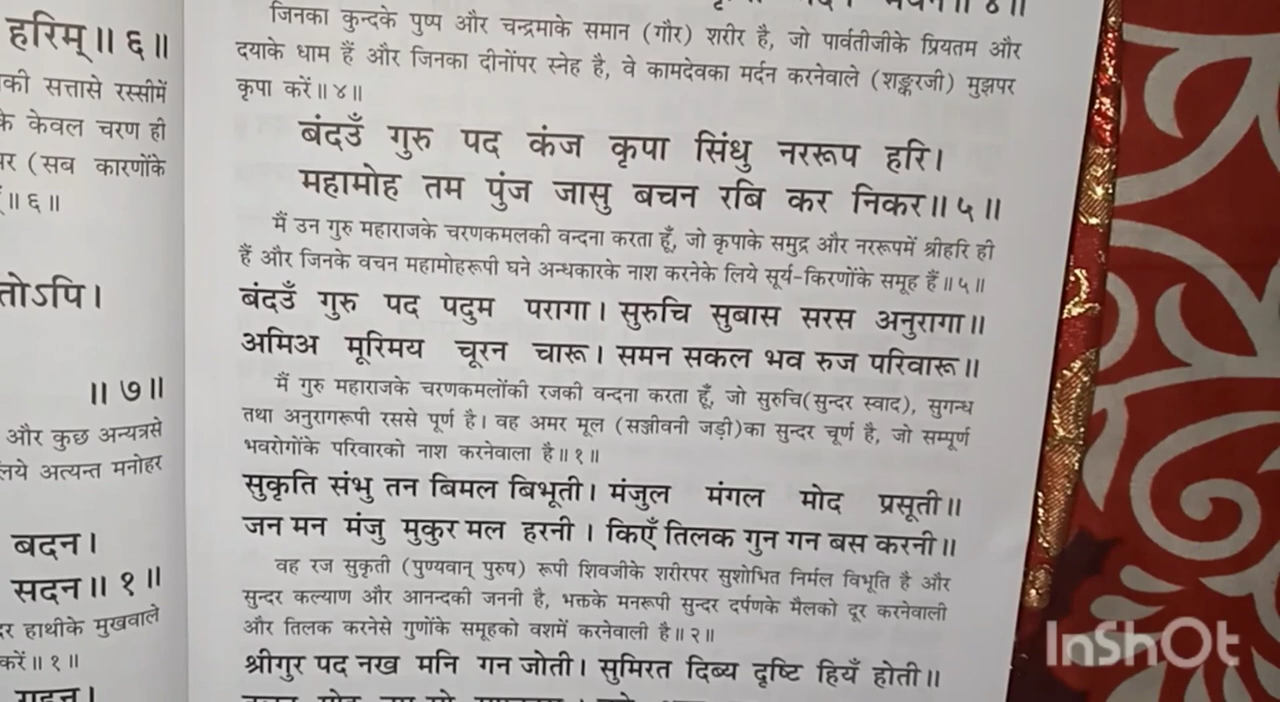 हरिम्॥६॥
की सत्तासे रस्सीमें
के केवल चरण ही
(सब कारणोंके
॥६॥
तोऽपि।
॥७॥
और कुछ अन्यत्रसे
लिये अत्यन्त मनोहर
बदन।
सदन॥१॥
हाथीके मुखवाले
करें॥१॥
जिनका कुन्दके पुष्प और चन्द्रमाके समान (गौर) शरीर है, जो पार्वतीजीके प्रियतम और
दयाके धाम हैं और जिनका दीनोंपर स्नेह है, वे कामदेवका मर्दन करनेवाले (शङ्करजी) मुझपर
कृपा करें॥४॥
बंदउँ गुरु पद कंज कृपा सिंधु नररूप हरि।
महामोह तम पुंज जासु बचन रबि कर निकर॥५॥
मैं उन गुरु महाराजके चरणकमलकी वन्दना करता हूँ, जो कृपाके समुद्र और नररूपमें श्रीहरि ही
हैं और जिनके वचन महामोहरूपी घने अन्धकारके नाश करनेके लिये सूर्य-किरणोंके समूह हैं॥५॥
बंदउँ गुरु पद पदुम परागा। सुरुचि सुबास सरस अनुरागा॥
अमिअ मूरिमय चूरन चारू। समन सकल भव रुज परिवारू॥
मैं गुरु महाराजके चरणकमलोंकी रजकी वन्दना करता हूँ, जो सुरुचि(सुन्दर स्वाद), सुगन्ध
तथा अनुरागरूपी रससे पूर्ण है। वह अमर मूल (सञ्जीवनी जड़ी)का सुन्दर चूर्ण है, जो सम्पूर्ण
भवरोगोंके परिवारको नाश करनेवाला है॥१॥
सुकृति संभु तन बिमल बिभूती। मंजुल मंगल मोद प्रसूती॥
जन मन मंजु मुकुर मल हरनी। किएँ तिलक गुन गन बस करनी॥
वह रज सुकृती (पुण्यवान् पुरुष) रूपी शिवजीके शरीरपर सुशोभित निर्मल विभूति है और
सुन्दर कल्याण और आनन्दकी जननी है, भक्तके मनरूपी सुन्दर दर्पणके मैलको दूर करनेवाली
और तिलक करनेसे गुणोंके समूहको वशमें करनेवाली है॥२॥
श्रीगुर पद नख मनि गन जोती। सुमिरत दिब्य दृष्टि हियँ होती॥
InShOt